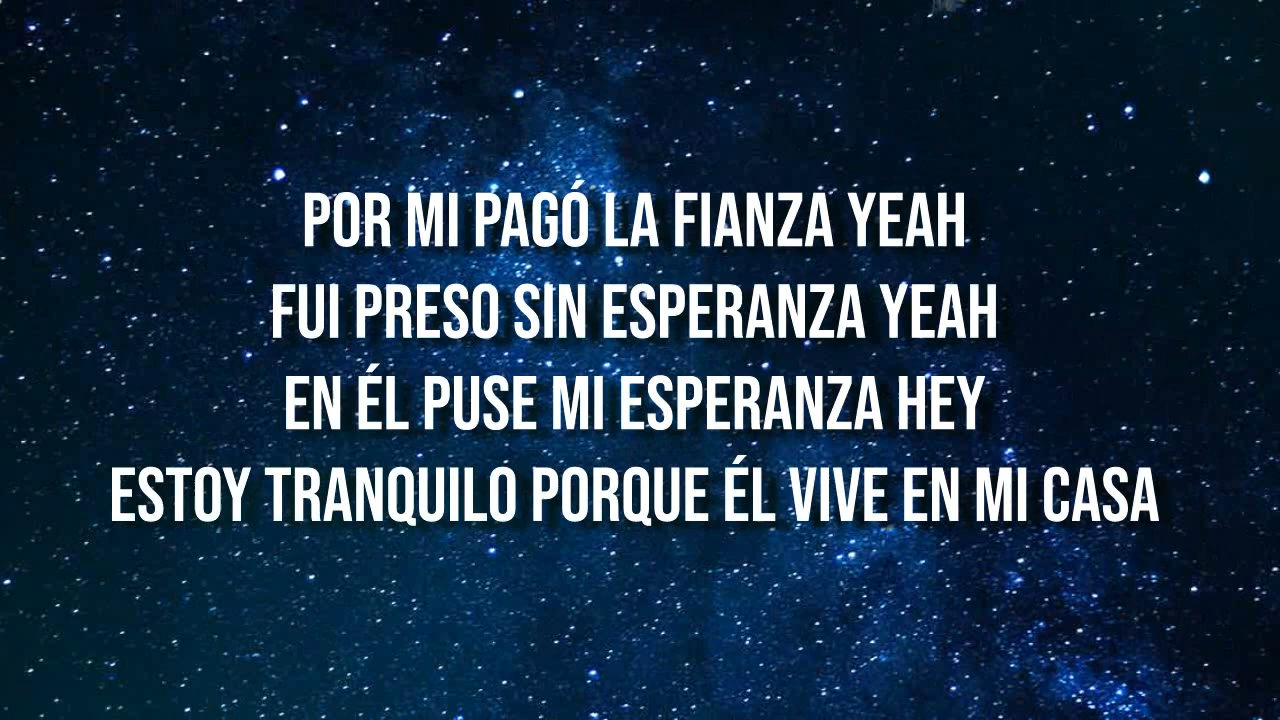 POR MI PAGÓ LA FIANZA YEAH
FUI PRESO SIN ESPERANZA YEAH
EN ÉL PUSE MI ESPERANZA HEY
ESTOY TRANQUILO PORQUE ÉL VIVE EN MI CASA